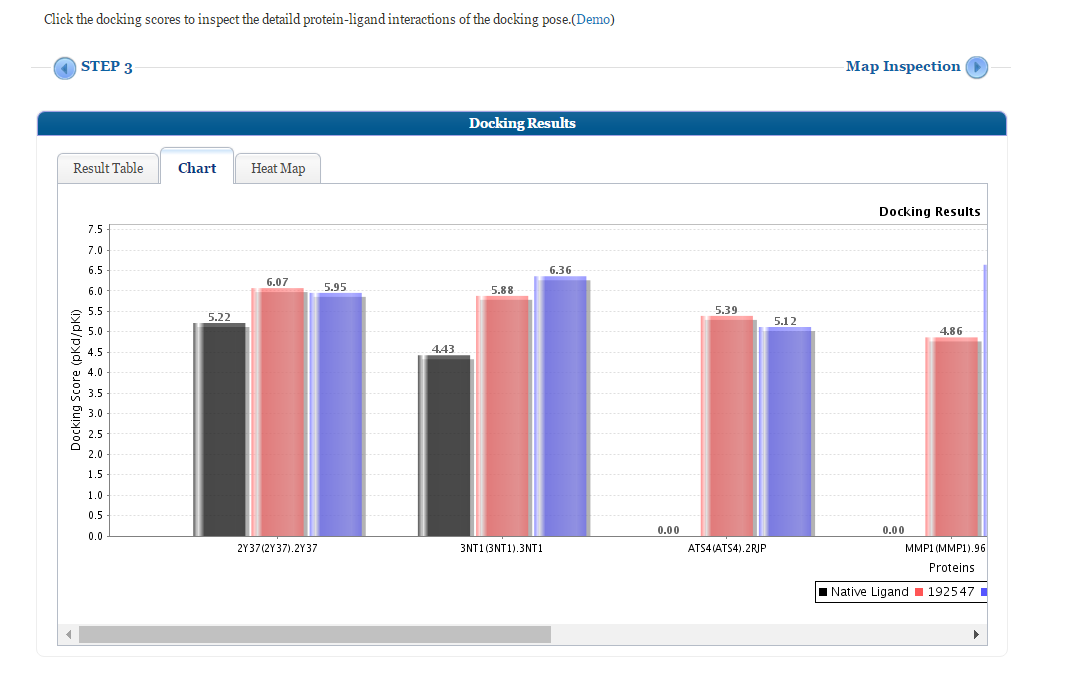 Click the docking scores to inspect the detaild protein-ligand interactions of the docking pose.(Demo)
STEP 3
Map Inspection
Docking Results
Result Table
Chart
Heat Map
Docking Results
7.5
7.0
6.5
6.0
5.5
5.0
4.5
4.0
3.5
3.0
2.5
2.0
1.5
1.0
0.5
0.0
Docking Score (pKd/pKi)
5.22
6.07
5.95
4.43
5.88
6.36
0.00
5.39
5.12
0.00
4.86
2Y37(2Y37).2Y37
3NT1(3NT1).3NT1
ATS4(ATS4).2RJP
MMP1(MMP1).96
Proteins
Native Ligand 192547